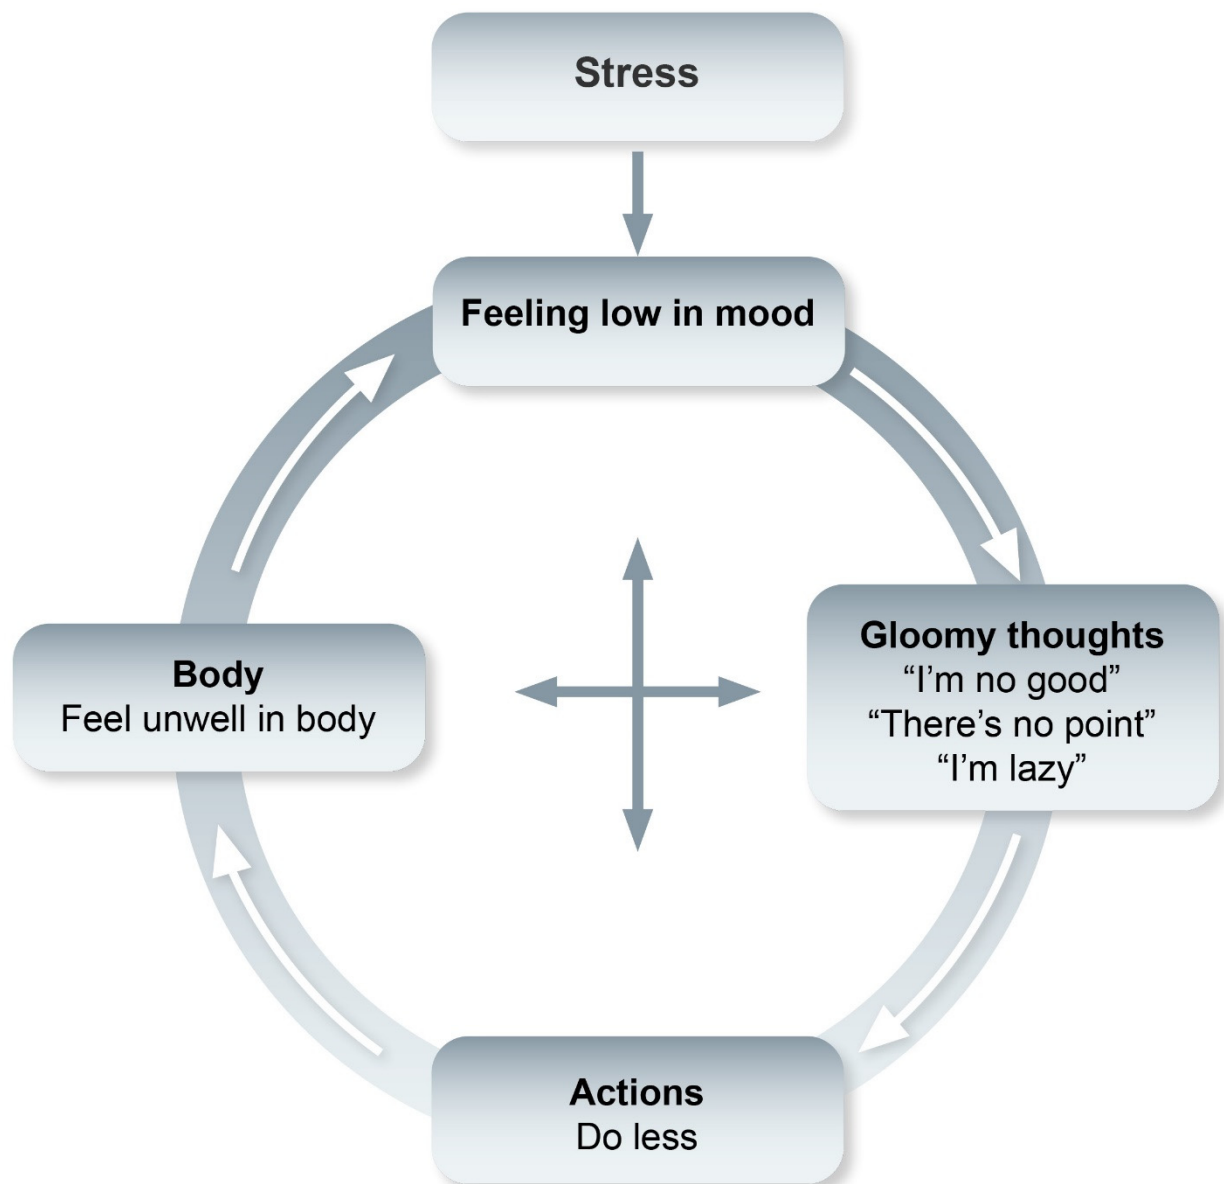 Stress
Feeling low in mood
Gloomy thoughts
“I’m no good”
“There’s no point”
“I’m lazy”
Body
Feel unwell in body
Actions
Do less